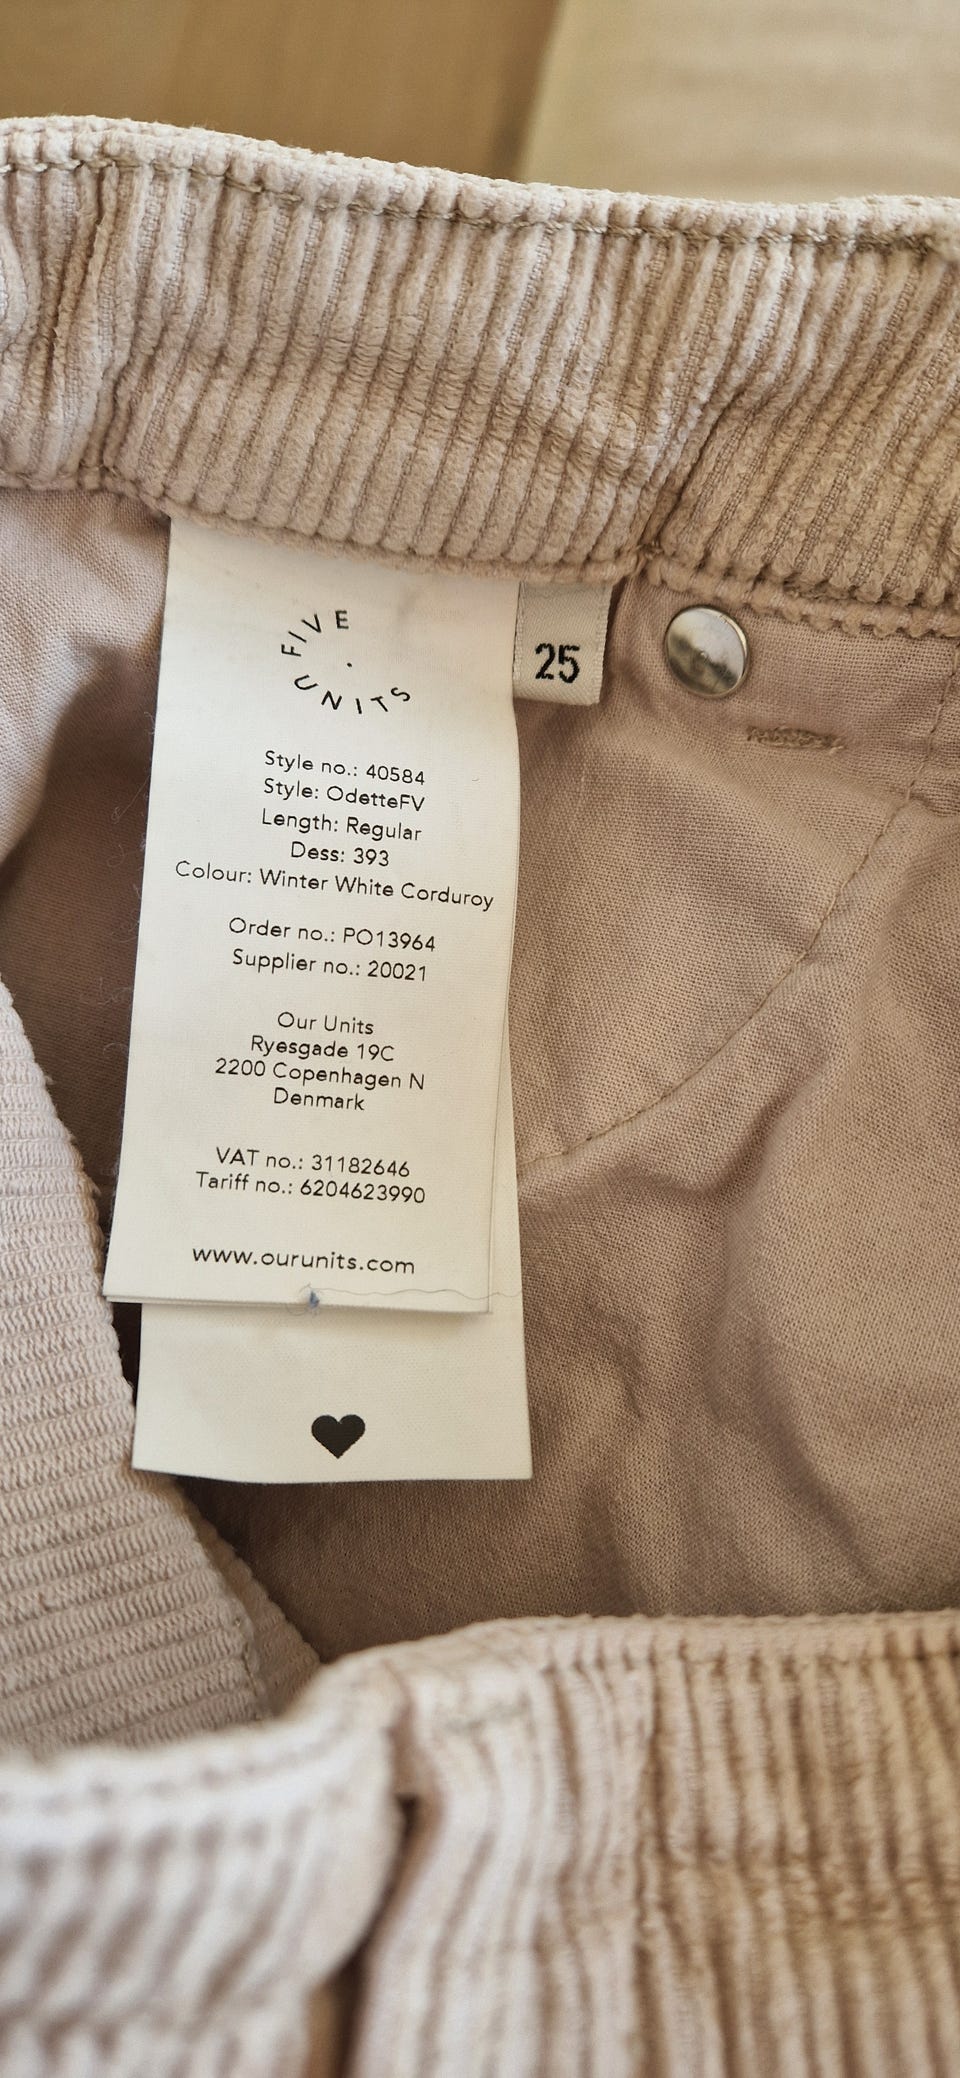 FIVE
UNITS
25
Style no.: 40584
Style: OdetteFV
Length: Regular
Dess: 393
Colour: Winter White Corduroy
Order no.: PO13964
Supplier no.: 20021
Our Units
Ryesgade 19C
2200 Copenhagen N
Denmark
VAT no.: 31182646
Tariff no.: 6204623990
www.ourunits.com